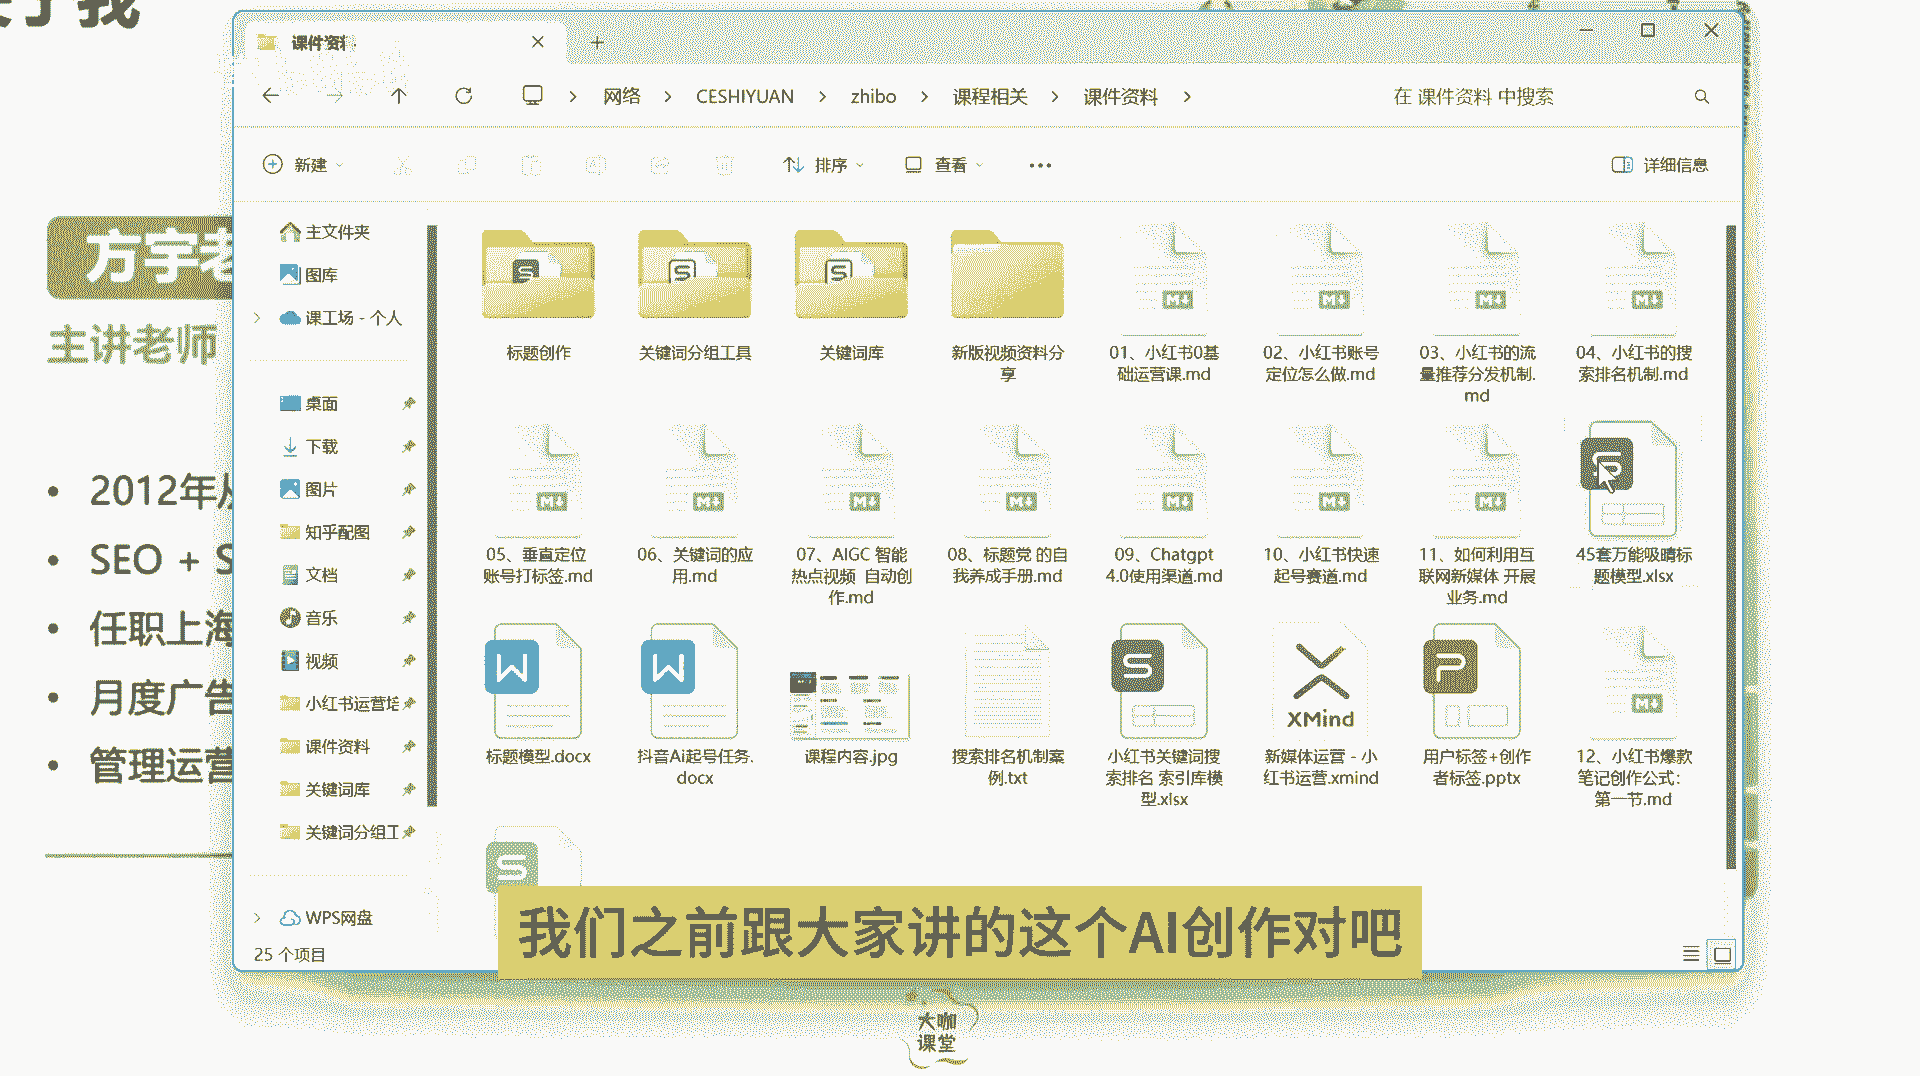 我
课件资料
网络 > CESHIYUAN > zhibo > 课程相关 > 课件资料 >
在 课件资料 中搜索
新建
排序
查看
详细信息
方宇老
主讲老师
2012年从
SEO + S
任职上海
月度广告
管理运营
主文件夹
图库
课工场 - 个人
桌面
下载
图片
知乎配图
文档
音乐
视频
小红书运营培
课件资料
关键词库
关键词分组工
WPS网盘
25 个项目
标题创作
关键词分组工具
关键词库
新版视频资料分
享
01、小红书0基
础运营课.md
02、小红书账号
定位怎么做.md
03、小红书的流
量推荐分发机制.
md
04、小红书的搜
索排名机制.md
05、垂直定位
账号打标签.md
06、关键词的应
用.md
07、AIGC 智能
热点视频 自动创
作.md
08、标题党 的自
我养成手册.md
09、Chatgpt
4.0使用渠道.md
10、小红书快速
起号赛道.md
11、如何利用互
联网新媒体 开展
业务.md
45套万能吸睛标
题模型.xlsx
标题模型.docx
抖音Ai起号任务.
docx
课程内容.jpg
搜索排名机制案
例.txt
小红书关键词搜
索排名 索引库模
型.xlsx
XMind
新媒体运营 - 小
红书运营.xmind
用户标签+创作
者标签.pptx
12、小红书爆款
笔记创作公式：
第一节.md
我们之前跟大家讲的这个AI创作对吧
大咖
课堂